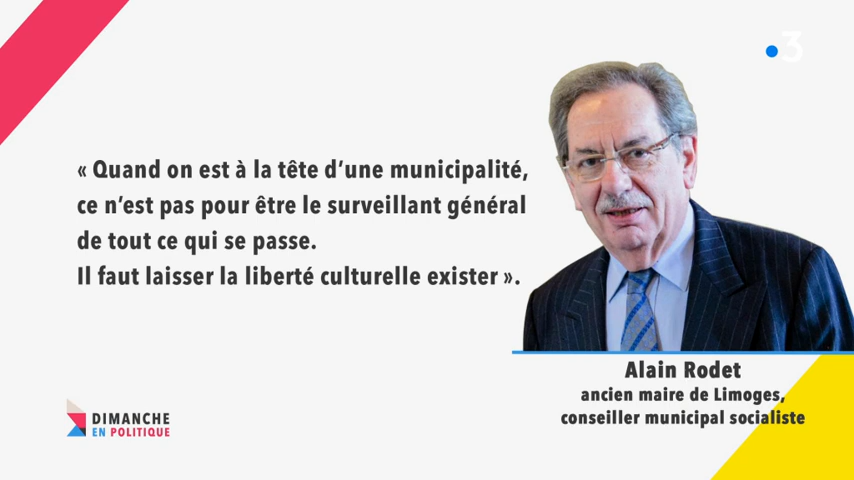 3
« Quand on est à la tête d’une municipalité,
ce n’est pas pour être le surveillant général
de tout ce qui se passe.
Il faut laisser la liberté culturelle exister ».
Alain Rodet
ancien maire de Limoges,
conseiller municipal socialiste
DIMANCHE
EN POLITIQUE